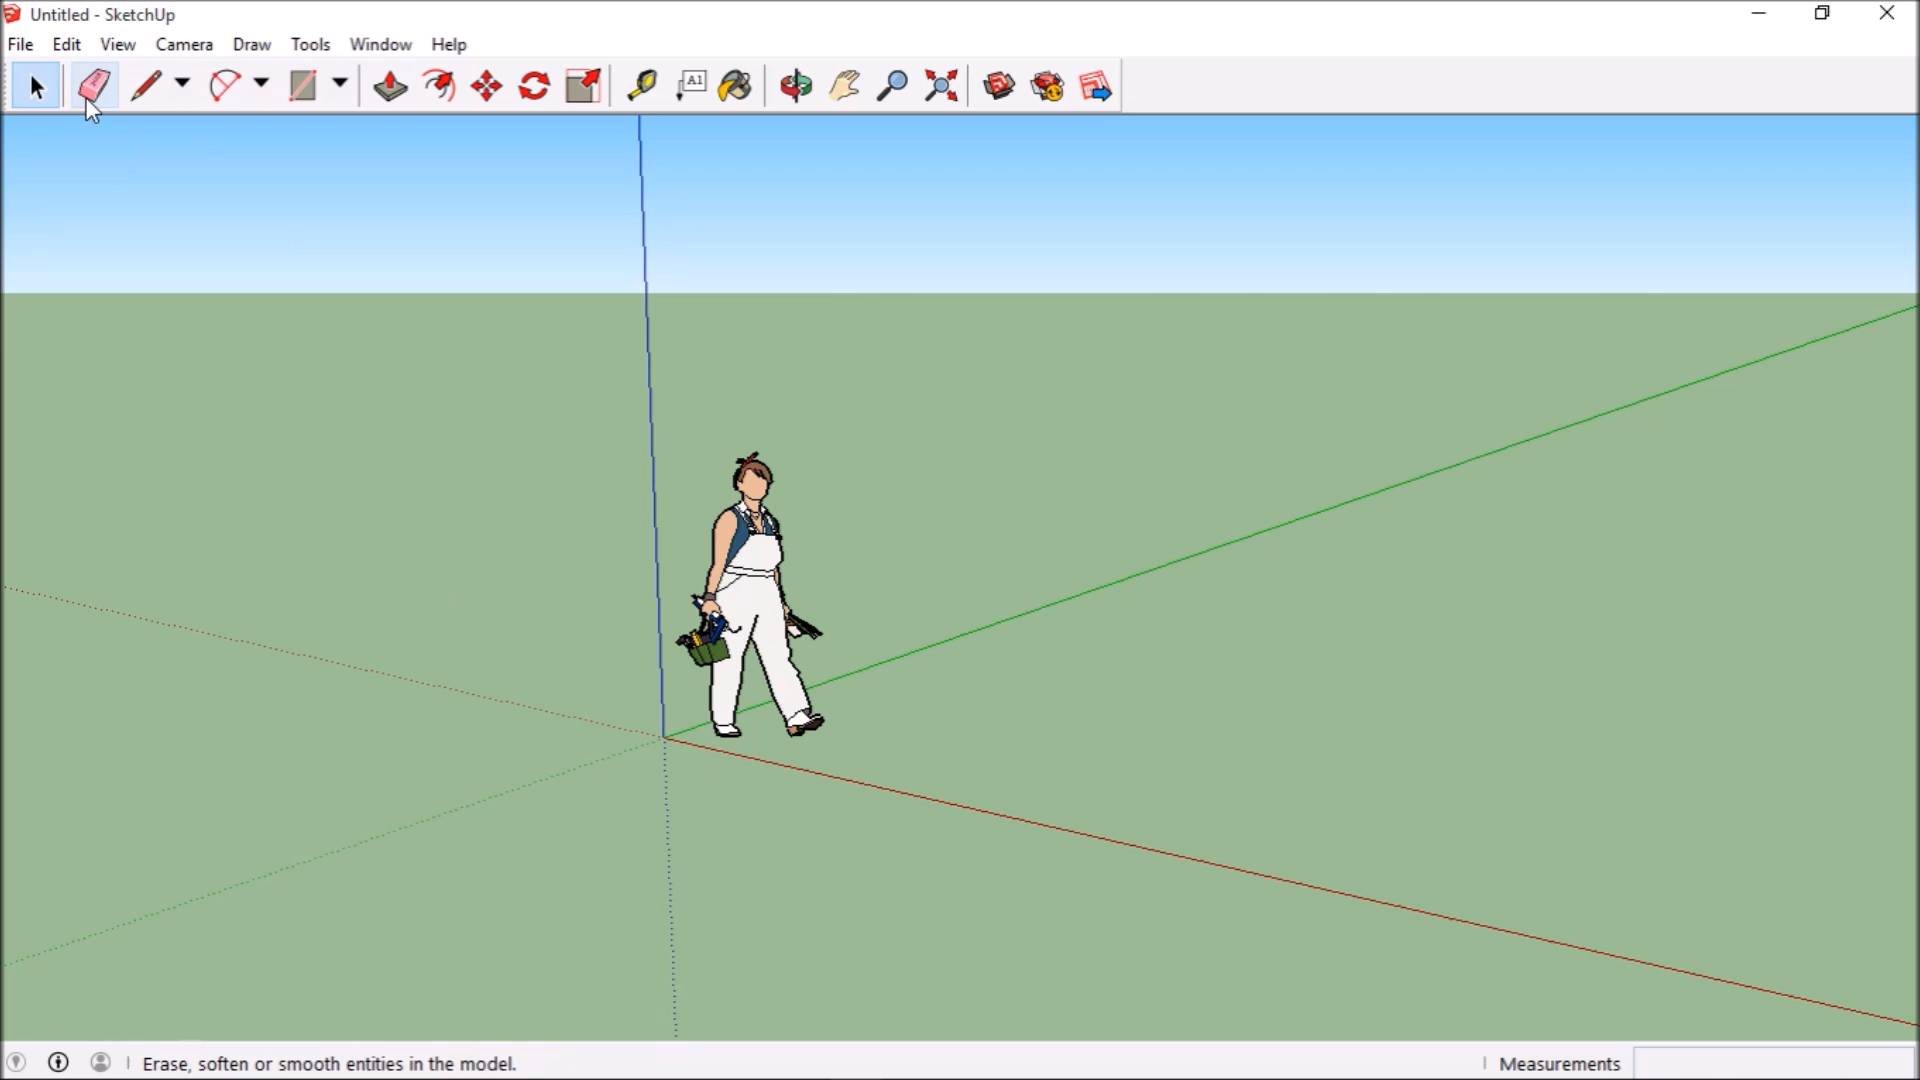 Untitled - SketchUp
File Edit View Camera Draw Tools Window Help
A1
Erase, soften or smooth entities in the model.
Measurements